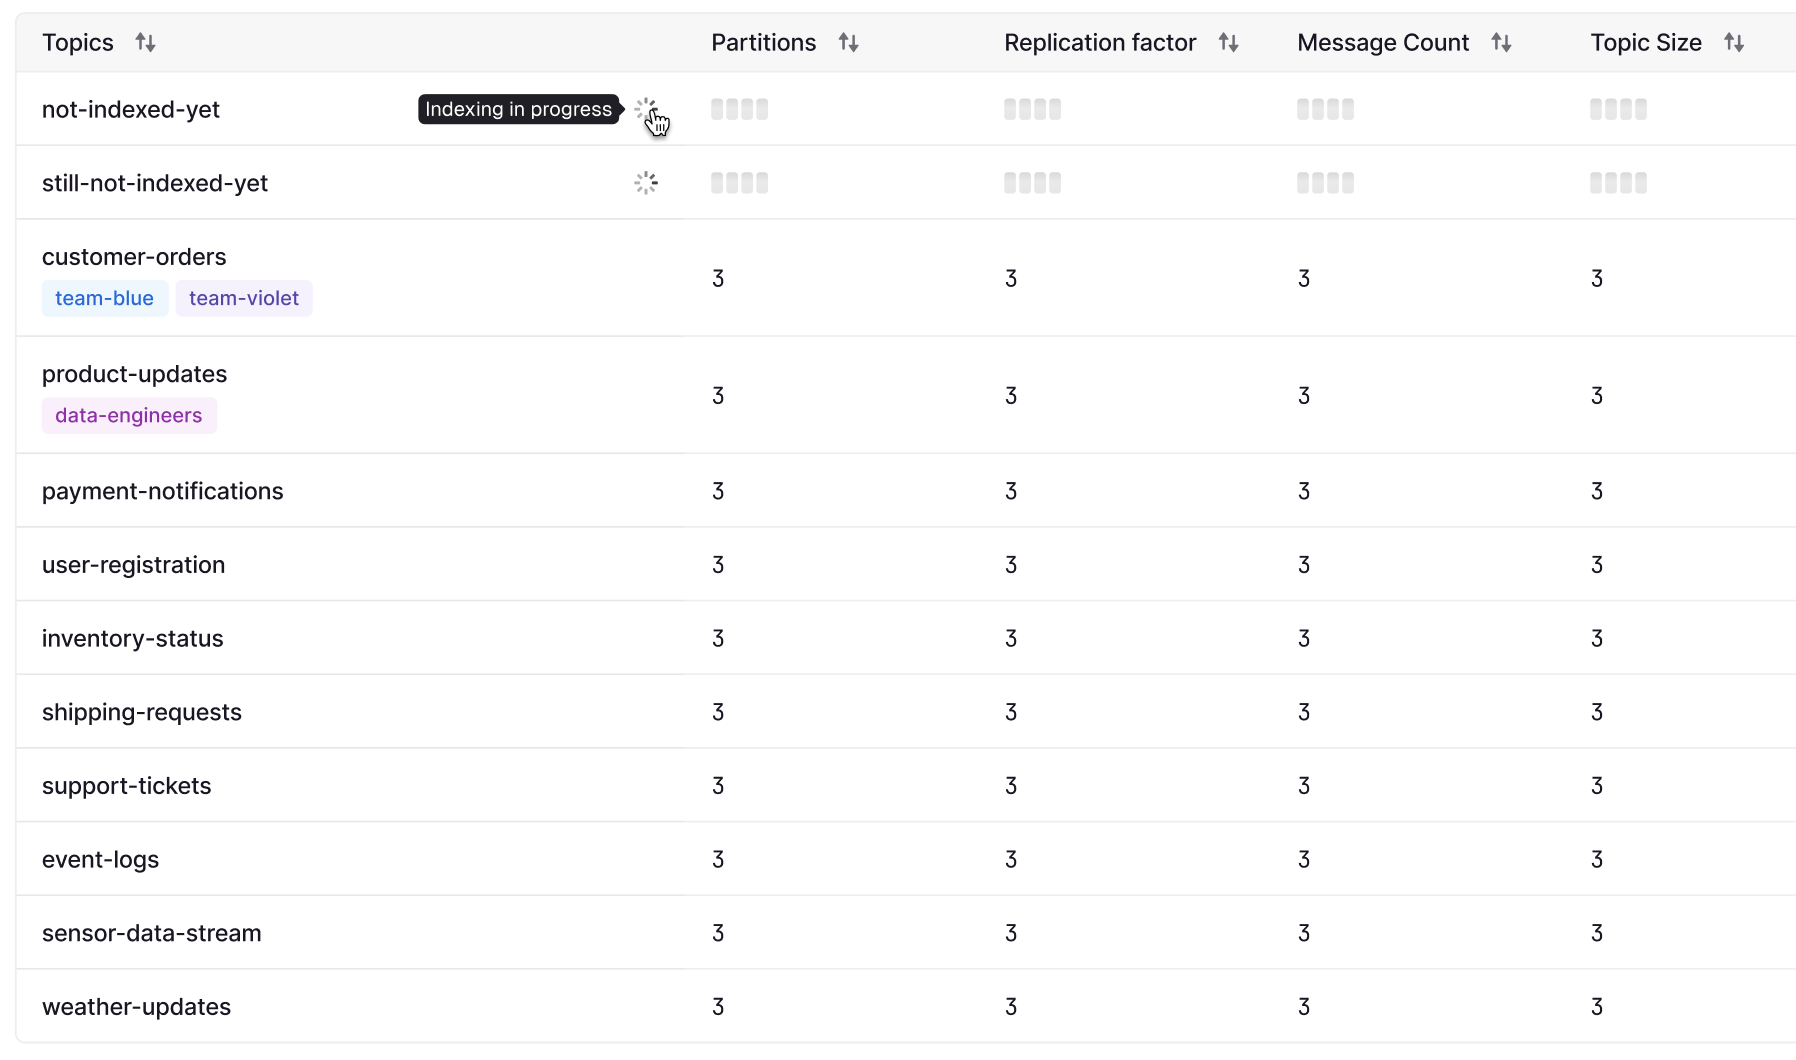 Topics Partitions Replication factor Message Count Topic Size
not-indexed-yet Indexing in progress
still-not-indexed-yet
customer-orders
team-blue team-violet
3 3 3 3
product-updates
data-engineers
3 3 3 3
payment-notifications 3 3 3 3
user-registration 3 3 3 3
inventory-status 3 3 3 3
shipping-requests 3 3 3 3
support-tickets 3 3 3 3
event-logs 3 3 3 3
sensor-data-stream 3 3 3 3
weather-updates 3 3 3 3